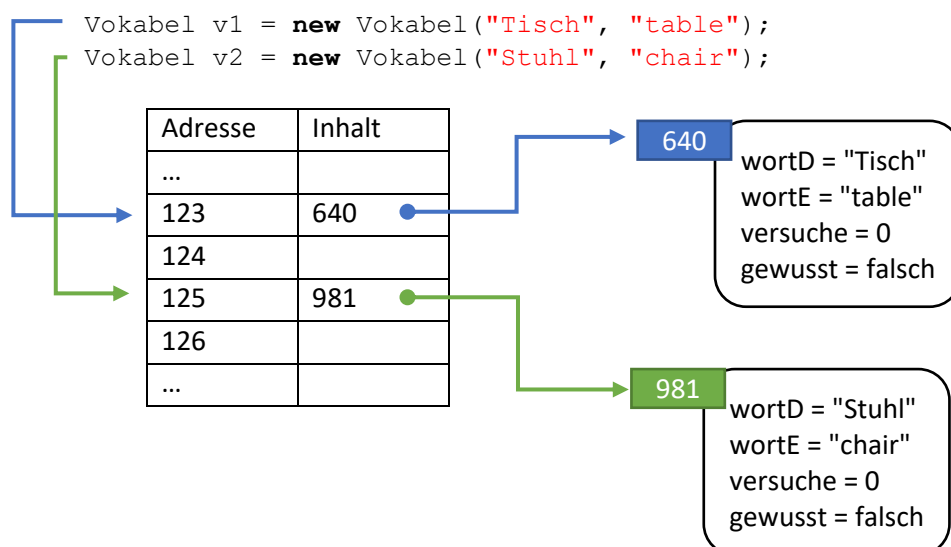 Vokabel v1 = new Vokabel("Tisch", "table");
Vokabel v2 = new Vokabel("Stuhl", "chair");
Adresse Inhalt
…
123 640
124
125 981
126
…
640
wortD = "Tisch"
wortE = "table"
versuche = 0
gewusst = falsch
981
wortD = "Stuhl"
wortE = "chair"
versuche = 0
gewusst = falsch